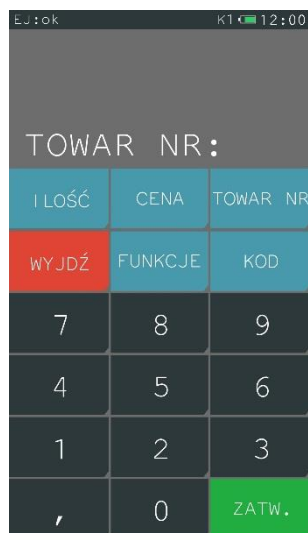 EJ:ok K1 12:00
TOWAR NR:
ILOŚĆ CENA TOWAR NR
WYJDŹ FUNKCJE KOD
7 8 9
4 5 6
1 2 3
, 0 ZATW.